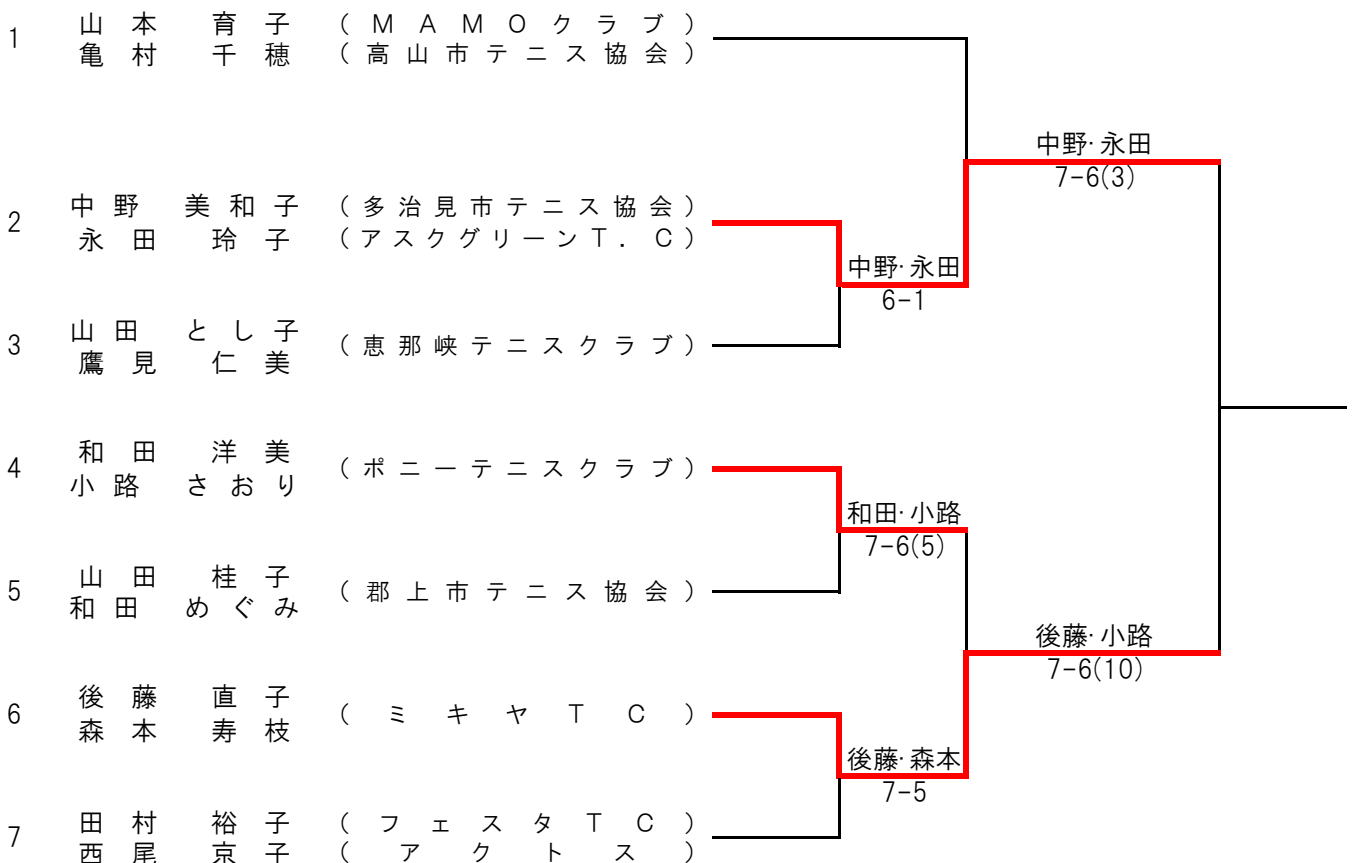 1 山本 育子 (MAMOクラブ)
亀村 千穂 (高山市テニス協会)
中野·永田
7-6(3)
2 中野 美和子 (多治見市テニス協会)
永田 玲子 (アスクグリーンT.C)
中野·永田
6-1
3 山田 とし子 (恵那峡テニスクラブ)
鷹見 仁美
4 和田 洋美 (ポニーテニスクラブ)
小路 さおり
和田·小路
7-6(5)
5 山田 桂子 (郡上市テニス協会)
和田 めぐみ
後藤·小路
7-6(10)
6 後藤 直子 (ミキヤTC)
森本 寿枝
後藤·森本
7-5
7 田村 裕子 (フェスタTC)
西尾 京子 (アクトス)